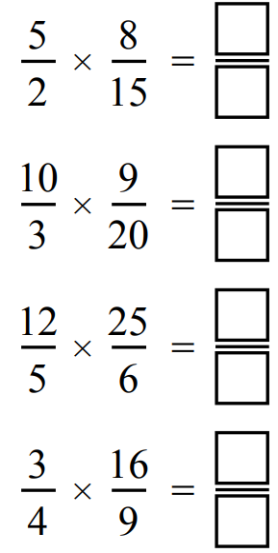 5/2 × 8/15 =
10/3 × 9/20 =
12/5 × 25/6 =
3/4 × 16/9 =